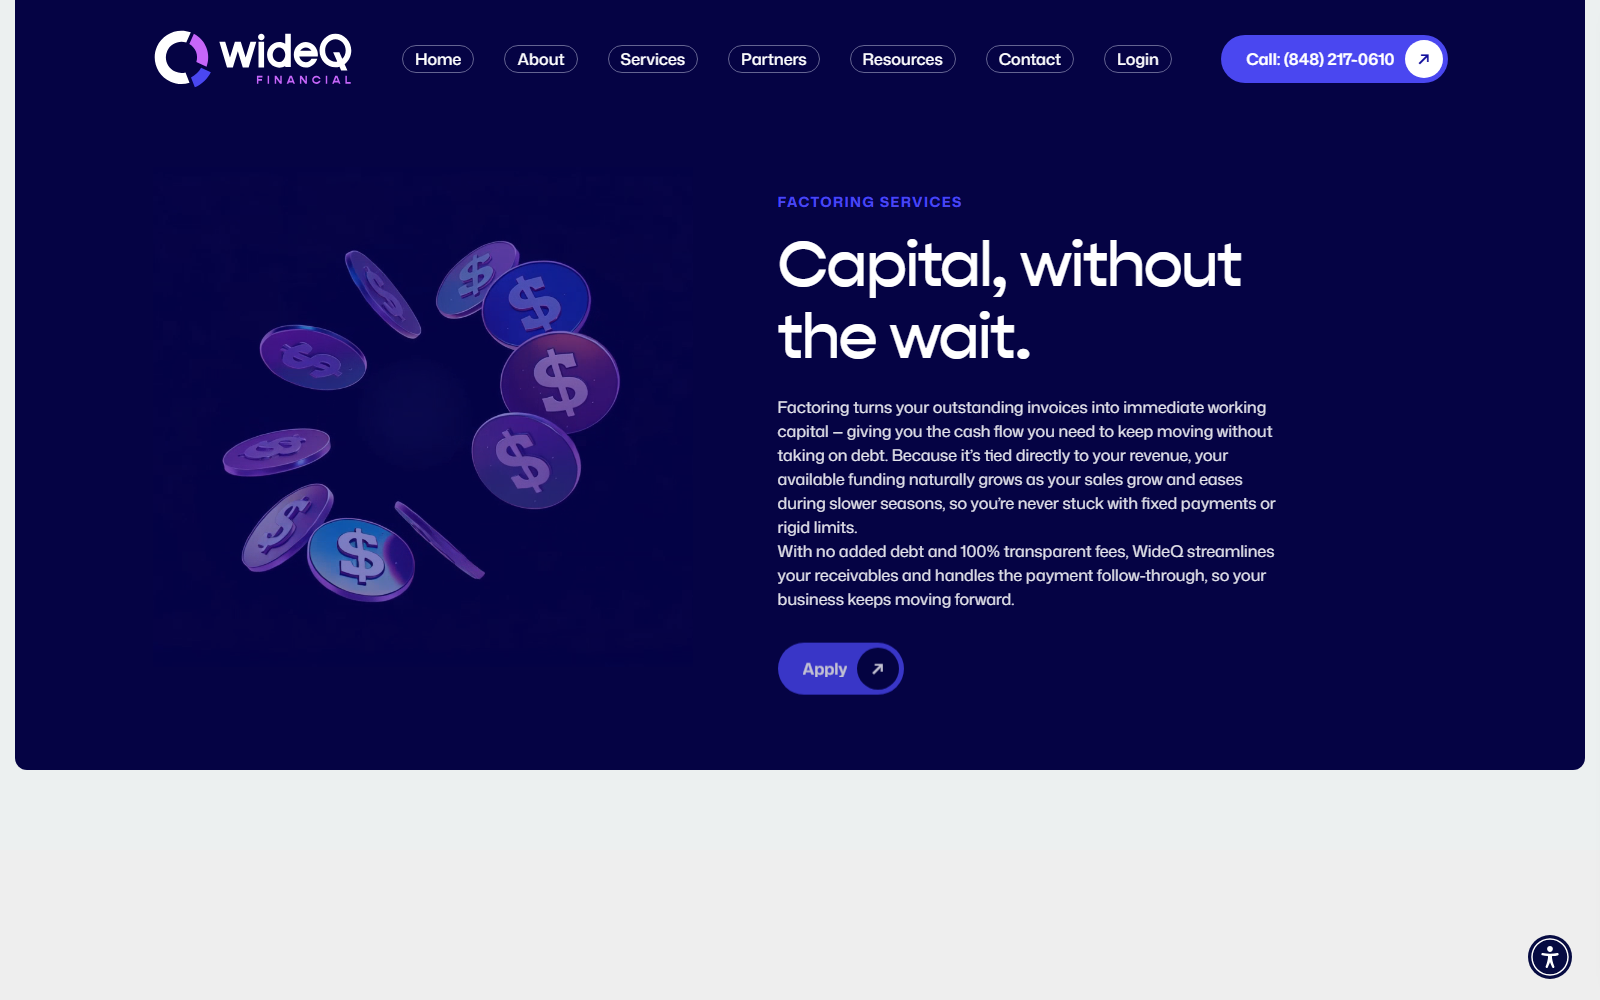 wideQ
FINANCIAL
Home
About
Services
Partners
Resources
Contact
Login
Call: (848) 217-0610
FACTORING SERVICES
Capital, without
the wait.
Factoring turns your outstanding invoices into immediate working
capital – giving you the cash flow you need to keep moving without
taking on debt. Because it’s tied directly to your revenue, your
available funding naturally grows as your sales grow and eases
during slower seasons, so you’re never stuck with fixed payments or
rigid limits.
With no added debt and 100% transparent fees, WideQ streamlines
your receivables and handles the payment follow-through, so your
business keeps moving forward.
Apply